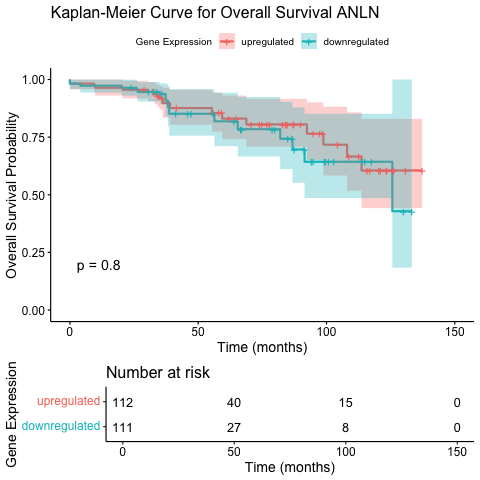 Kaplan-Meier Curve for Overall Survival ANLN
Gene Expression upregulated downregulated
Overall Survival Probability
1.00
0.75
0.50
0.25
0.00
p = 0.8
0 50 100 150
Time (months)
Number at risk
Gene Expression
upregulated 112 40 15 0
downregulated 111 27 8 0
0 50 100 150
Time (months)